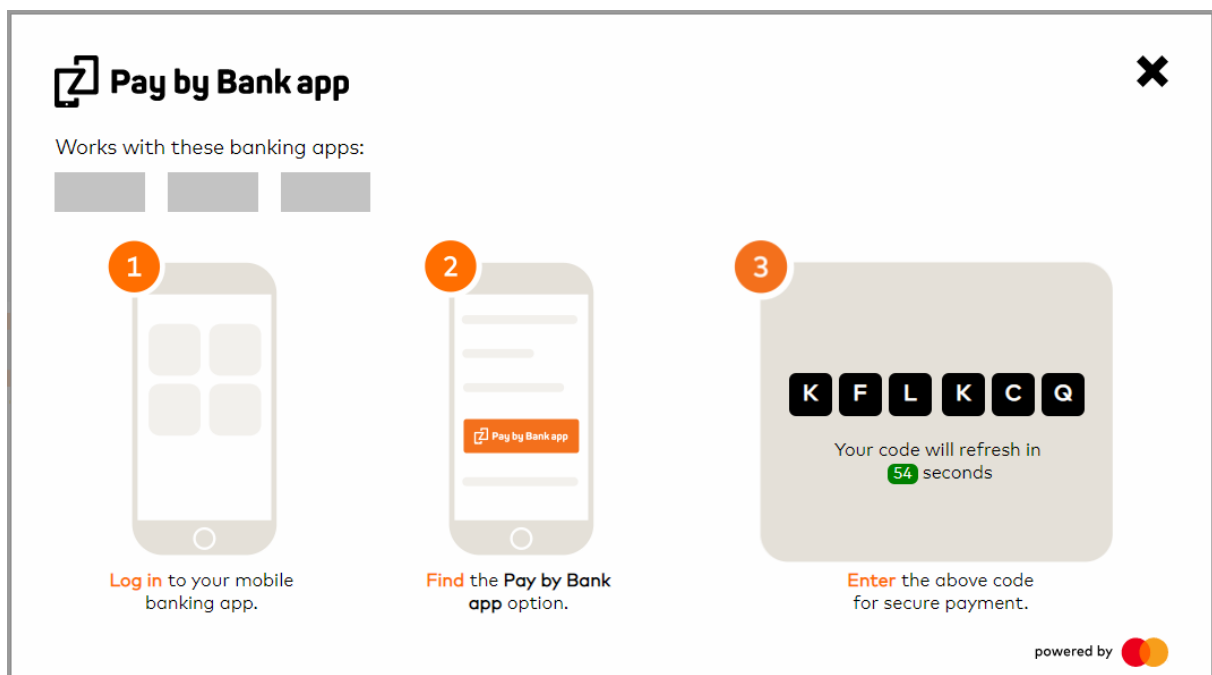 Pay by Bank app
Works with these banking apps:
1
2
3
Pay by Bank app
K F L K C Q
Your code will refresh in
54 seconds
Log in to your mobile
banking app.
Find the Pay by Bank
app option.
Enter the above code
for secure payment.
powered by